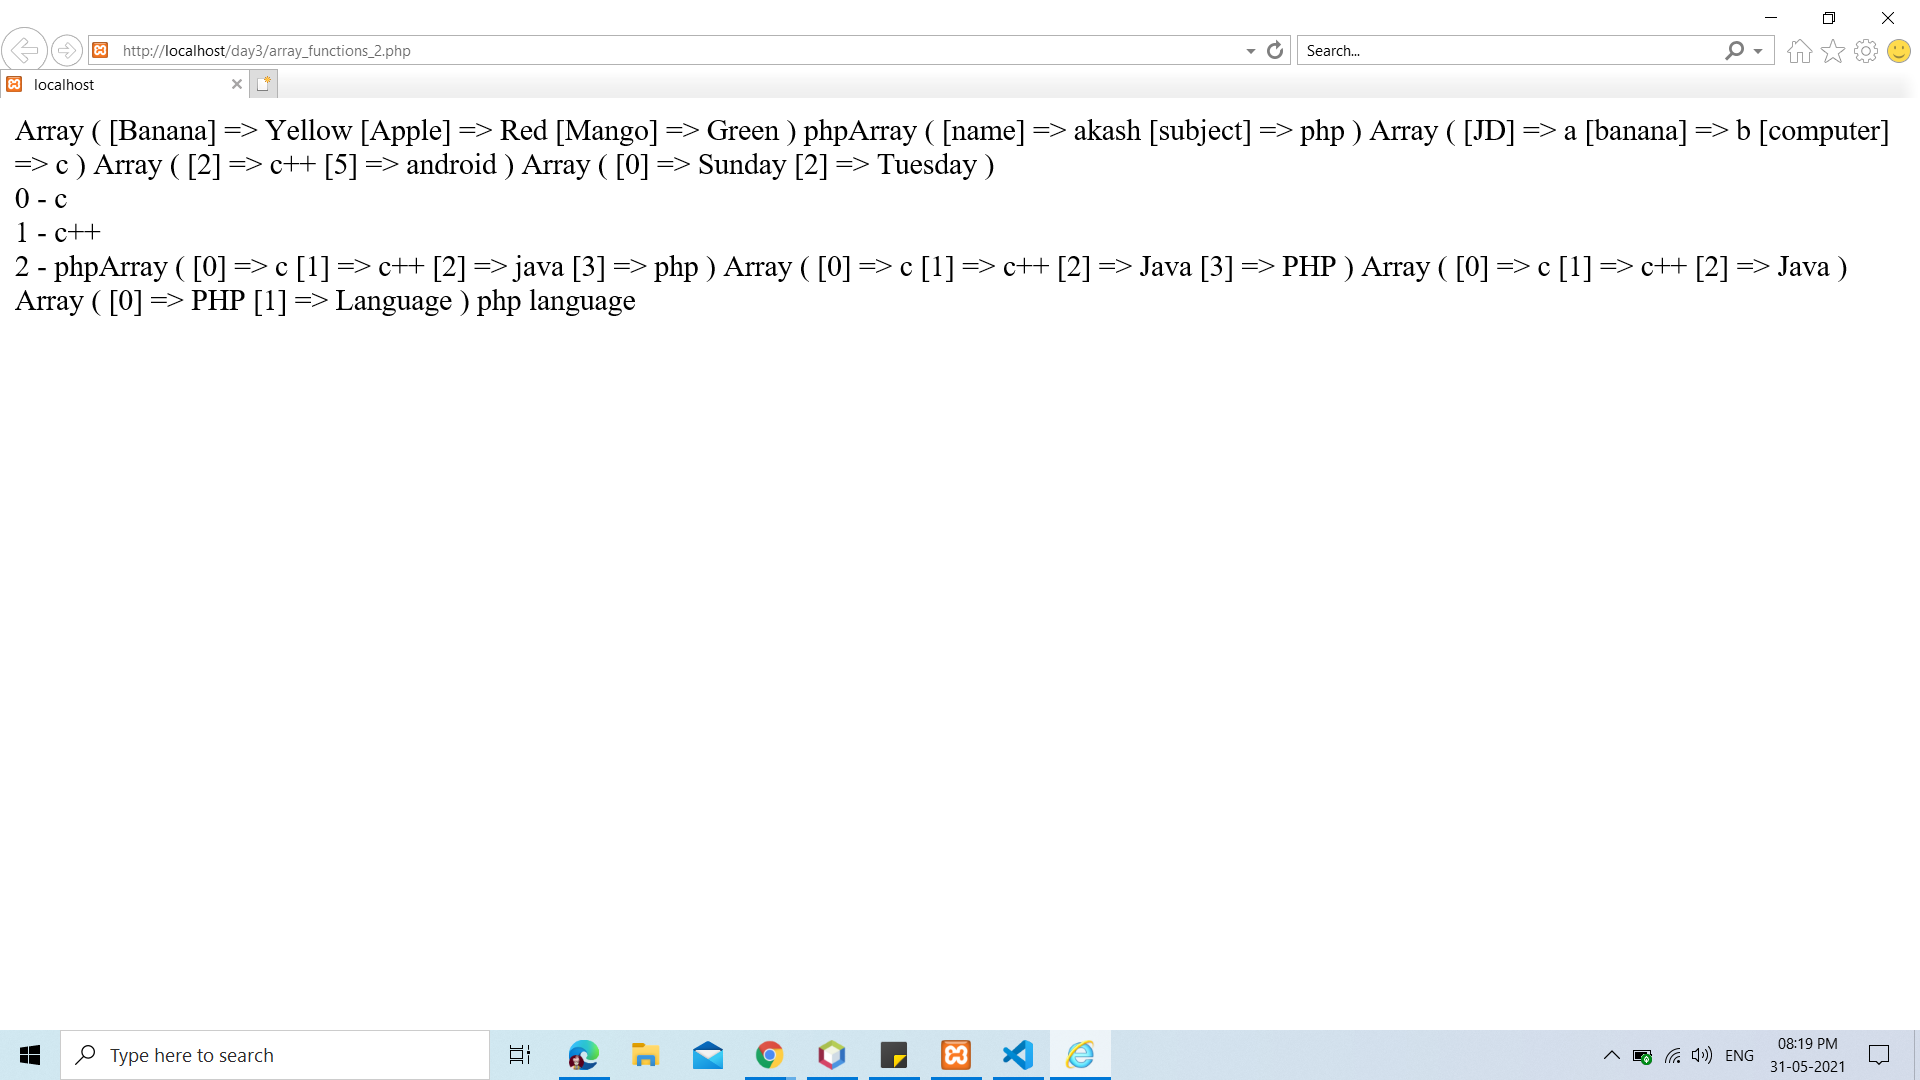 http://localhost/day3/array_functions_2.php
Search...
localhost
Array ( [Banana] => Yellow [Apple] => Red [Mango] => Green ) phpArray ( [name] => akash [subject] => php ) Array ( [JD] => a [banana] => b [computer]
=> c ) Array ( [2] => c++ [5] => android ) Array ( [0] => Sunday [2] => Tuesday )
0 - c
1 - c++
2 - phpArray ( [0] => c [1] => c++ [2] => java [3] => php ) Array ( [0] => c [1] => c++ [2] => Java [3] => PHP ) Array ( [0] => c [1] => c++ [2] => Java )
Array ( [0] => PHP [1] => Language ) php language
Type here to search
ENG
08:19 PM
31-05-2021